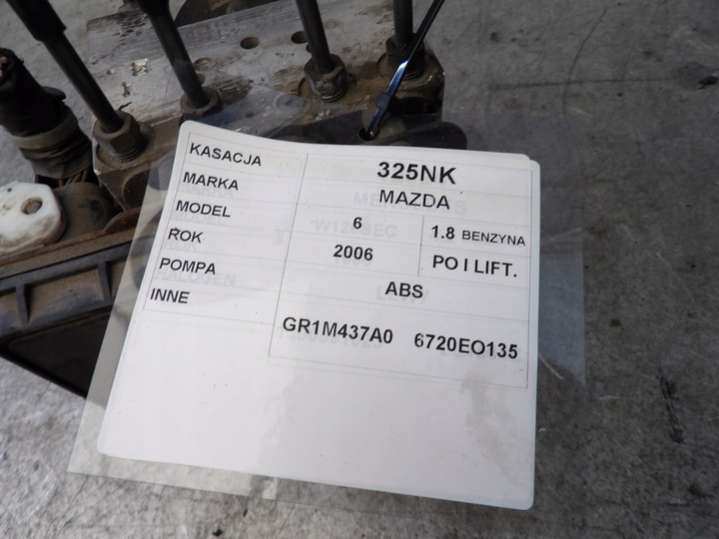 KASACJA 325NK
MARKA MAZDA
MODEL 6 1.8 BENZYNA
ROK 2006 PO I LIFT.
POMPA ABS
INNE GR1M437A0 6720EO135